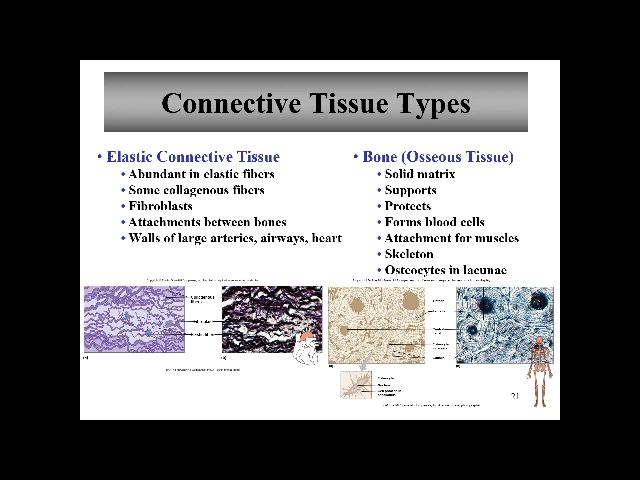 Connective Tissue Types
• Elastic Connective Tissue
• Abundant in elastic fibers
• Some collagenous fibers
• Fibroblasts
• Attachments between bones
• Walls of large arteries, airways, heart
• Bone (Osseous Tissue)
• Solid matrix
• Supports
• Protects
• Forms blood cells
• Attachment for muscles
• Skeleton
• Osteocytes in lacunae
Collagenous
21